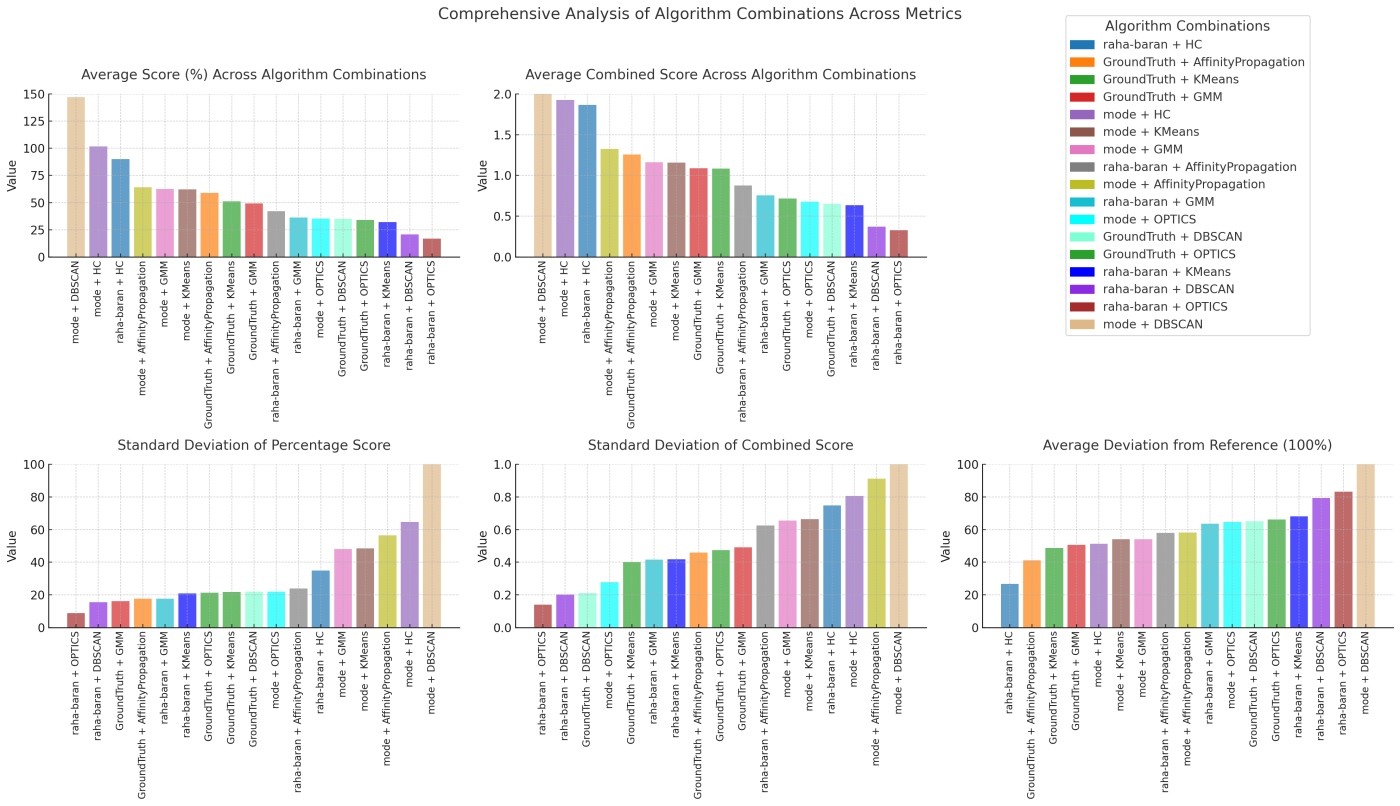 Comprehensive Analysis of Algorithm Combinations Across Metrics
Average Score (%) Across Algorithm Combinations
Value
150
125
100
75
50
25
0
mode + DBSCAN
mode + HC
raha-baran + HC
mode + AffinityPropagation
mode + GMM
mode + KMeans
GroundTruth + AffinityPropagation
GroundTruth + KMeans
GroundTruth + GMM
raha-baran + AffinityPropagation
raha-baran + GMM
mode + OPTICS
GroundTruth + DBSCAN
GroundTruth + OPTICS
raha-baran + KMeans
raha-baran + DBSCAN
raha-baran + OPTICS
Average Combined Score Across Algorithm Combinations
Value
2.0
1.5
1.0
0.5
0.0
mode + DBSCAN
mode + HC
raha-baran + HC
mode + AffinityPropagation
GroundTruth + AffinityPropagation
mode + GMM
mode + KMeans
GroundTruth + GMM
GroundTruth + KMeans
raha-baran + AffinityPropagation
raha-baran + GMM
GroundTruth + OPTICS
mode + OPTICS
GroundTruth + DBSCAN
raha-baran + KMeans
raha-baran + DBSCAN
raha-baran + OPTICS
Algorithm Combinations
raha-baran + HC
GroundTruth + AffinityPropagation
GroundTruth + KMeans
GroundTruth + GMM
mode + HC
mode + KMeans
mode + GMM
raha-baran + AffinityPropagation
mode + AffinityPropagation
raha-baran + GMM
mode + OPTICS
GroundTruth + DBSCAN
GroundTruth + OPTICS
raha-baran + KMeans
raha-baran + DBSCAN
raha-baran + OPTICS
mode + DBSCAN
Standard Deviation of Percentage Score
Value
100
80
60
40
20
0
raha-baran + OPTICS
raha-baran + DBSCAN
GroundTruth + GMM
GroundTruth + AffinityPropagation
raha-baran + GMM
raha-baran + KMeans
GroundTruth + OPTICS
GroundTruth + KMeans
GroundTruth + DBSCAN
mode + OPTICS
raha-baran + AffinityPropagation
raha-baran + HC
mode + GMM
mode + KMeans
mode + AffinityPropagation
mode + HC
mode + DBSCAN
Standard Deviation of Combined Score
Value
1.0
0.8
0.6
0.4
0.2
0.0
raha-baran + OPTICS
raha-baran + DBSCAN
GroundTruth + DBSCAN
mode + OPTICS
GroundTruth + KMeans
raha-baran + GMM
raha-baran + KMeans
GroundTruth + AffinityPropagation
GroundTruth + OPTICS
GroundTruth + GMM
raha-baran + AffinityPropagation
mode + GMM
mode + KMeans
raha-baran + HC
mode + HC
mode + AffinityPropagation
mode + DBSCAN
Average Deviation from Reference (100%)
Value
100
80
60
40
20
0
raha-baran + HC
GroundTruth + AffinityPropagation
GroundTruth + KMeans
GroundTruth + GMM
mode + HC
mode + KMeans
mode + GMM
raha-baran + AffinityPropagation
mode + AffinityPropagation
raha-baran + GMM
mode + OPTICS
GroundTruth + DBSCAN
GroundTruth + OPTICS
raha-baran + KMeans
raha-baran + DBSCAN
raha-baran + OPTICS
mode + DBSCAN